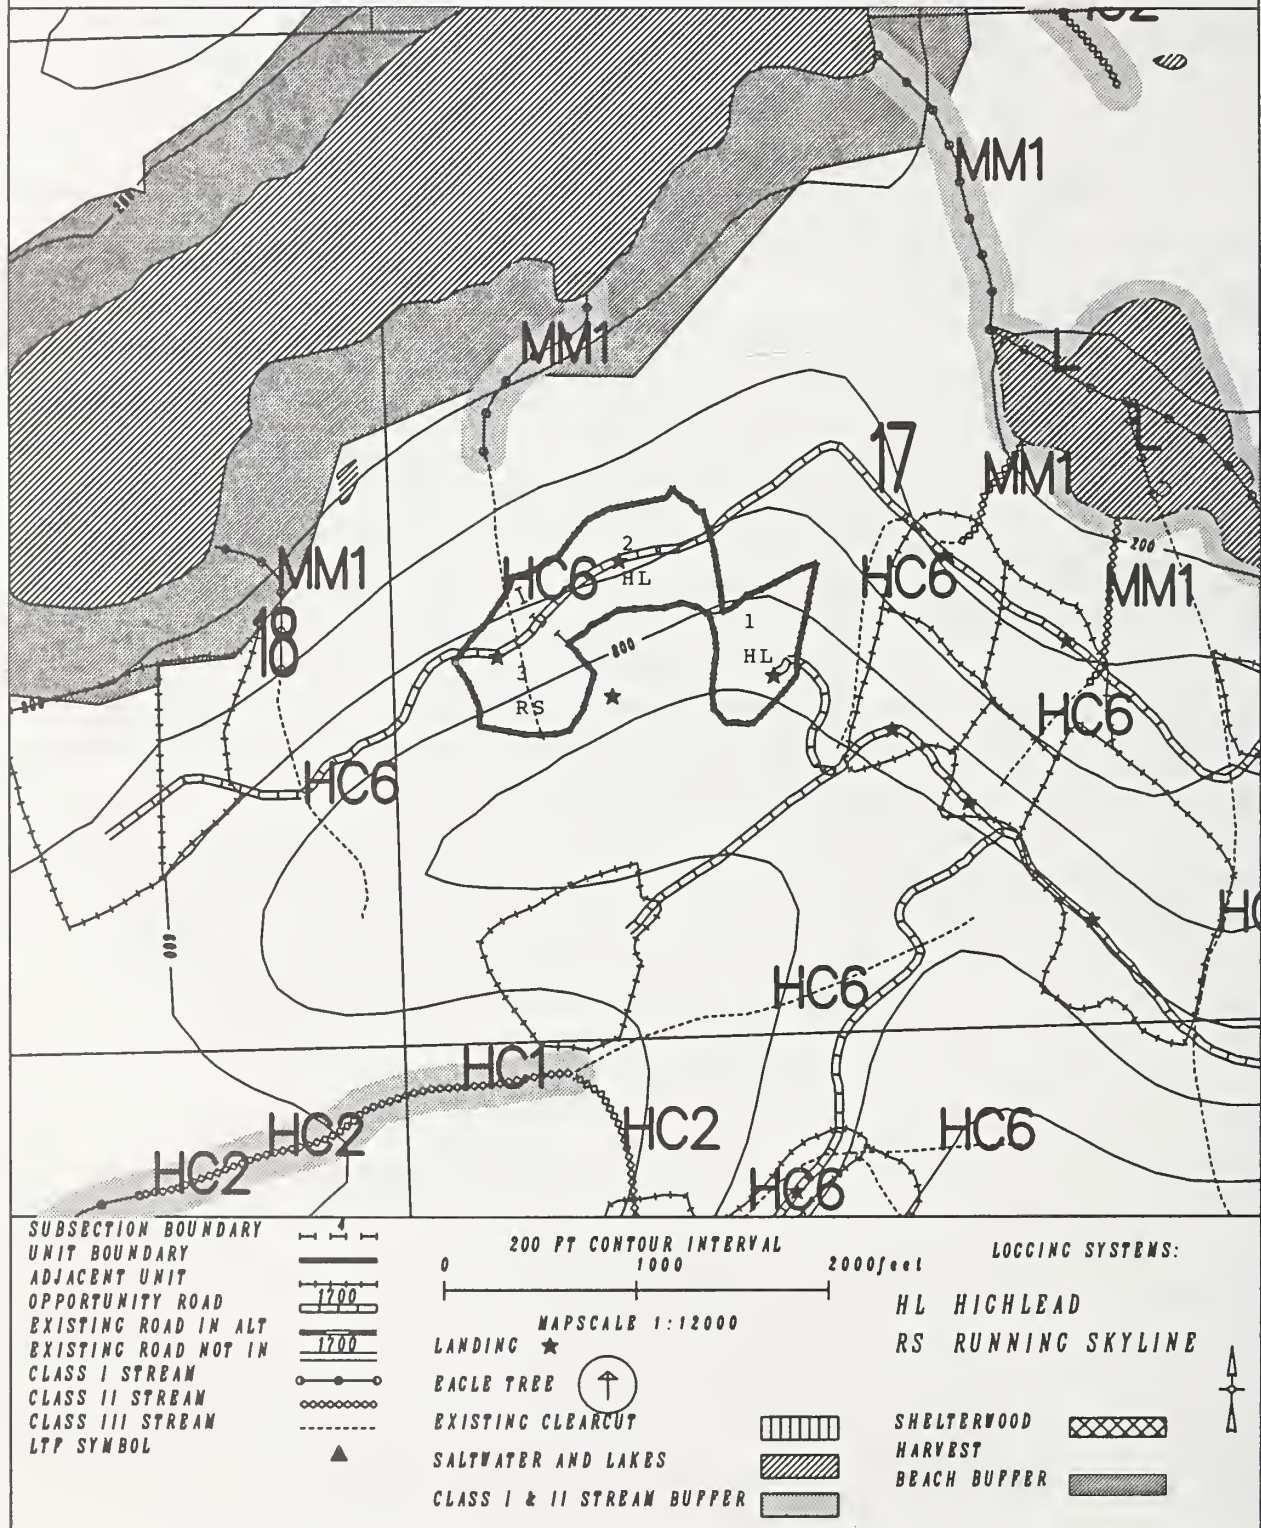 MM1
200
MM1
L
17
L
MM1
2
HC6
HL
HC6
200
MM1
MM1
18
1
800
HL
3
RS
HC6
HC6
HC6
600
HC6
HC1
HC2
HC2
HC6
HC2
HC6
SUBSECTION BOUNDARY
UNIT BOUNDARY
ADJACENT UNIT
OPPORTUNITY ROAD 1700
EXISTING ROAD IN ALT
EXISTING ROAD NOT IN 1700
CLASS I STREAM
CLASS II STREAM
CLASS III STREAM
LTF SYMBOL
200 FT CONTOUR INTERVAL
0 1000 2000feet
MAPSCALE 1:12000
LANDING
EAGLE TREE
EXISTING CLEARCUT
SALTWATER AND LAKES
CLASS I & II STREAM BUFFER
LOGGING SYSTEMS:
HL HIGHLEAD
RS RUNNING SKYLINE
SHELTERWOOD
HARVEST
BEACH BUFFER